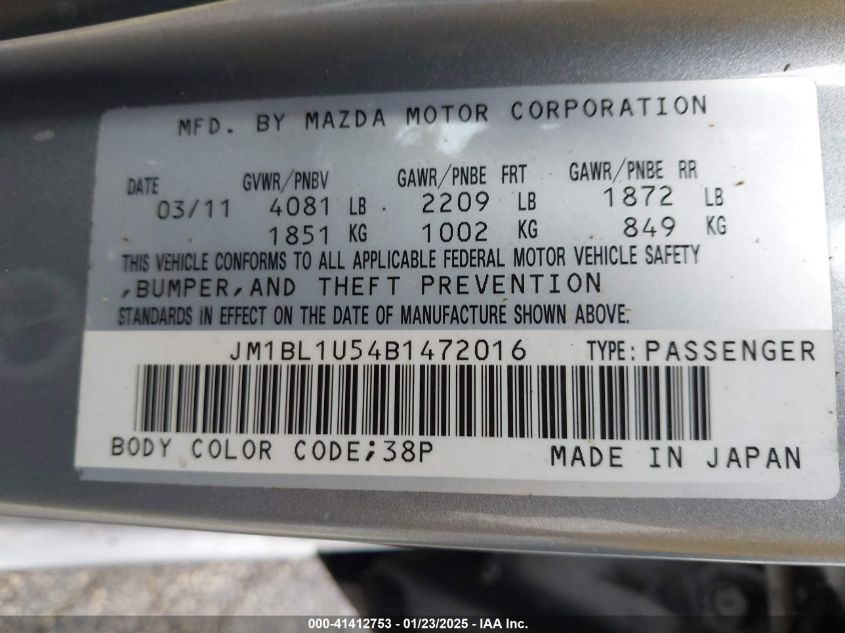 MFD. BY MAZDA MOTOR CORPORATION
DATE GVWR/PNBV GAWR/PNBE FRT GAWR/PNBE RR
03/11 4081 LB 2209 LB 1872 LB
1851 KG 1002 KG 849 KG
THIS VEHICLE CONFORMS TO ALL APPLICABLE FEDERAL MOTOR VEHICLE SAFETY
,BUMPER,AND THEFT PREVENTION
STANDARDS IN EFFECT ON THE DATE OF MANUFACTURE SHOWN ABOVE.
JM1BL1U54B1472016 TYPE: PASSENGER
BODY COLOR CODE;38P MADE IN JAPAN
000-41412753 - 01/23/2025 - IAA Inc.